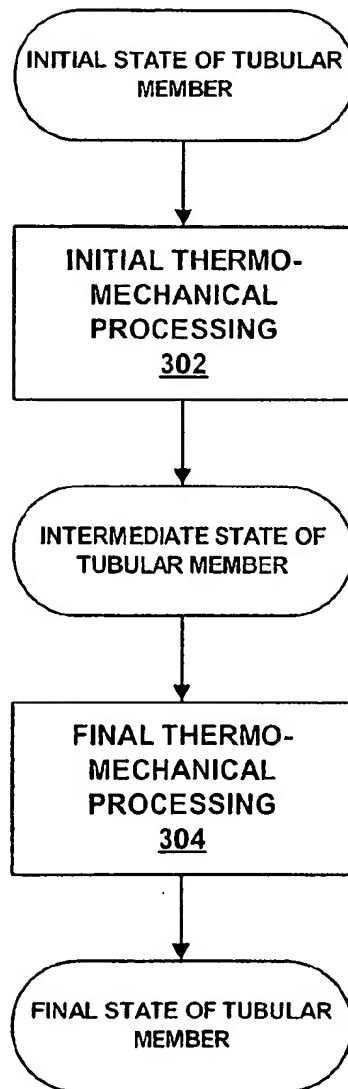 INITIAL STATE OF TUBULAR
MEMBER
INITIAL THERMO-
MECHANICAL
PROCESSING
302
INTERMEDIATE STATE OF
TUBULAR MEMBER
FINAL THERMO-
MECHANICAL
PROCESSING
304
FINAL STATE OF TUBULAR
MEMBER